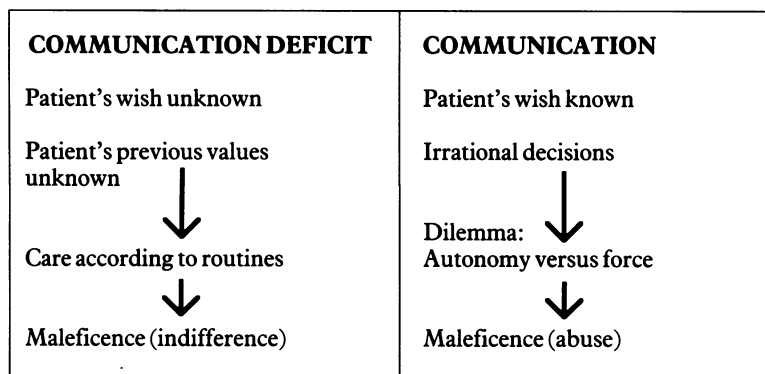 COMMUNICATION DEFICIT
Patient's wish unknown
Patient's previous values
unknown
Care according to routines
Maleficence (indifference)
COMMUNICATION
Patient's wish known
Irrational decisions
Dilemma:
Autonomy versus force
Maleficence (abuse)